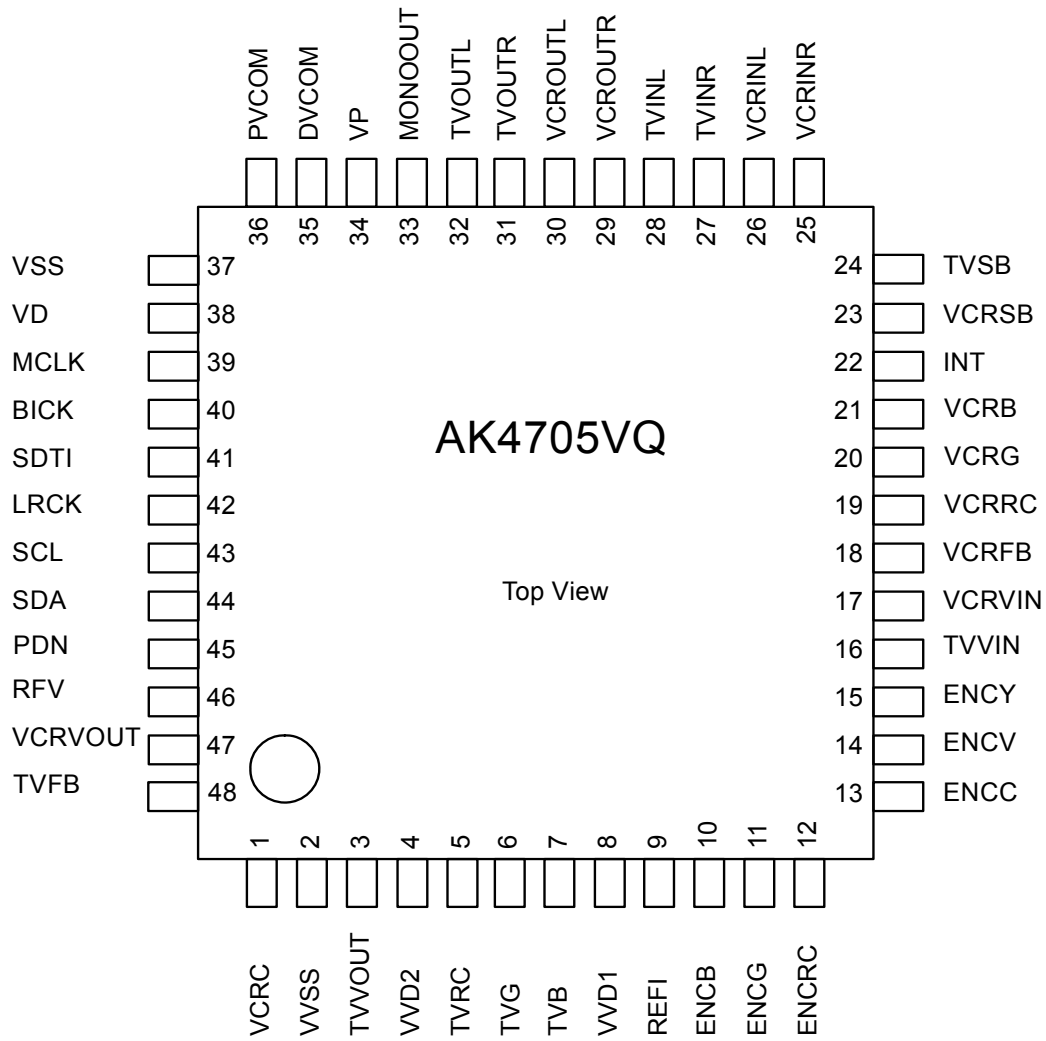 PVCOM
DVCOM
VP
MONOOUT
TVOUTL
TVOUTR
VCROUTL
VCROUTR
TVINL
TVINR
VCRINL
VCRINR
36
35
34
33
32
31
30
29
28
27
26
25
VSS 37
VD 38
MCLK 39
BICK 40
SDTI 41
LRCK 42
SCL 43
SDA 44
PDN 45
RFV 46
VCRVOUT 47
TVFB 48
AK4705VQ
Top View
24 TVSB
23 VCRSB
22 INT
21 VCRB
20 VCRG
19 VCRRC
18 VCRFB
17 VCRVIN
16 TVVIN
15 ENCY
14 ENCV
13 ENCC
1
2
3
4
5
6
7
8
9
10
11
12
VCRC
VVSS
TVVOUT
VVD2
TVRC
TVG
TVB
VVD1
REFI
ENCB
ENCG
ENCRC